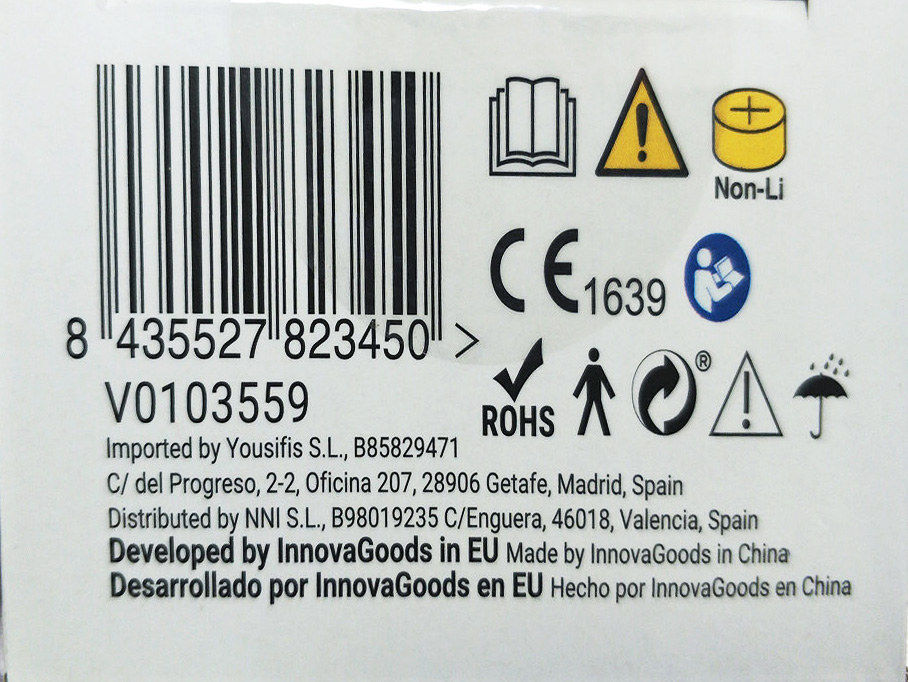 Non-Li
CE 1639
8 435527 823450 >
ROHS
®
V0103559
Imported by Yousifis S.L., B85829471
C/ del Progreso, 2-2, Oficina 207, 28906 Getafe, Madrid, Spain
Distributed by NNI S.L., B98019235 C/Enguera, 46018, Valencia, Spain
Developed by InnovaGoods in EU Made by InnovaGoods in China
Desarrollado por InnovaGoods en EU Hecho por InnovaGoods en China